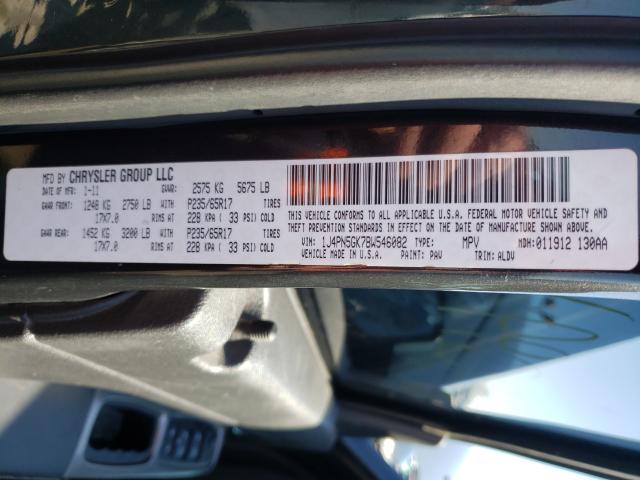 MFD BY CHRYSLER GROUP LLC
DATE OF MFR. 1-11 GVWR: 2575 KG 5675 LB
GAWR FRONT: 1248 KG 2750 LB WITH P235/65R17 TIRES
17X7.0 RIMS AT 228 KPA ( 33 PSI) COLD
GAWR REAR: 1452 KG 3200 LB WITH P235/65R17 TIRES
17X7.0 RIMS AT 228 KPA ( 33 PSI) COLD
THIS VEHICLE CONFORMS TO ALL APPLICABLE U.S.A. FEDERAL MOTOR VEHICLE SAFETY AND
THEFT PREVENTION STANDARDS IN EFFECT ON THE DATE OF MANUFACTURE SHOWN ABOVE.
VIN: 1J4PN5GK7BW546082 TYPE: MPV MDH: 011912 130AA
VEHICLE MADE IN U.S.A. PAINT: PAV TRIM: ALDV